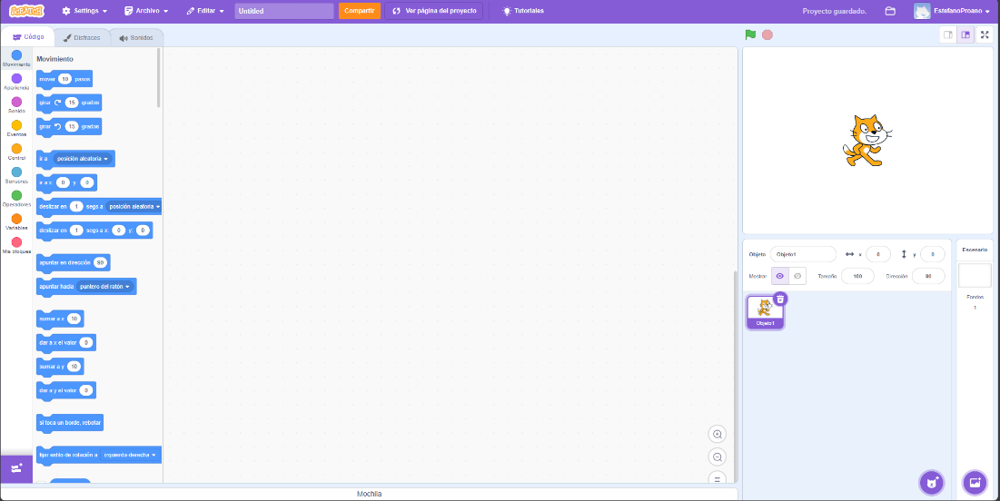 SCRATCH Settings Archivo Editar Untitled Compartir Ver página del proyecto Tutoriales Proyecto guardado. EstefanoProano
Código Disfraces Sonidos
Movimiento
Apariencia
Sonido
Eventos
Control
Sensores
Operadores
Variables
Mis bloques
Movimiento
mover 10 pasos
girar 15 grados
girar 15 grados
ir a posición aleatoria
ir a x: 0 y: 0
deslizar en 1 segs a posición aleatoria
deslizar en 1 segs a x: 0 y: 0
apuntar en dirección 90
apuntar hacia puntero del ratón
sumar a x 10
dar a x el valor 0
sumar a y 10
dar a y el valor 0
si toca un borde, rebotar
fijar estilo de rotación a izquierda-derecha
Objeto Objeto1 x 0 y 0
Mostrar Tamaño 100 Dirección 90
Objeto1
Escenario
Fondos
1
Mochila